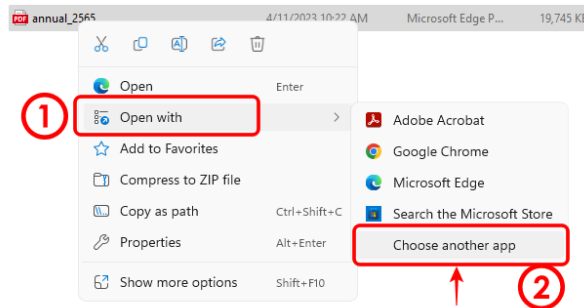 PDF annual_2565 4/11/2023 10:22 AM Microsoft Edge P... 19,745 K
A
1
Open Enter
Open with >
Add to Favorites
Compress to ZIP file
Copy as path Ctrl+Shift+C
Properties Alt+Enter
Show more options Shift+F10
Adobe Acrobat
Google Chrome
Microsoft Edge
Search the Microsoft Store
Choose another app
2